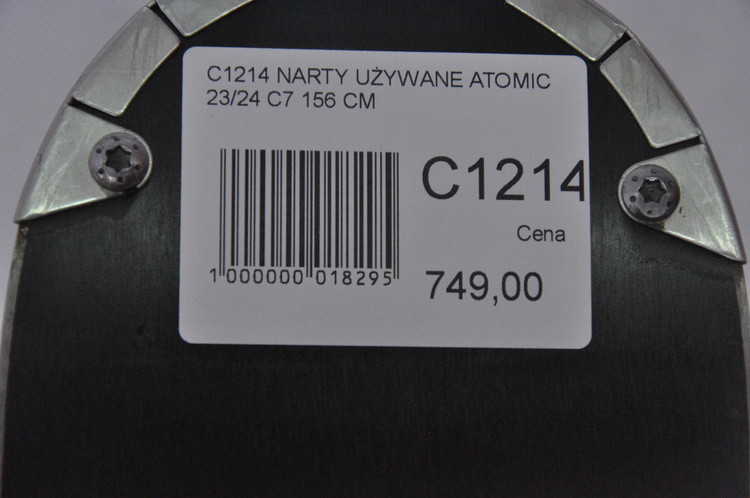 C1214 NARTY UŻYWANE ATOMIC
23/24 C7 156 CM
C1214
Cena
1 000000 018295
749,00